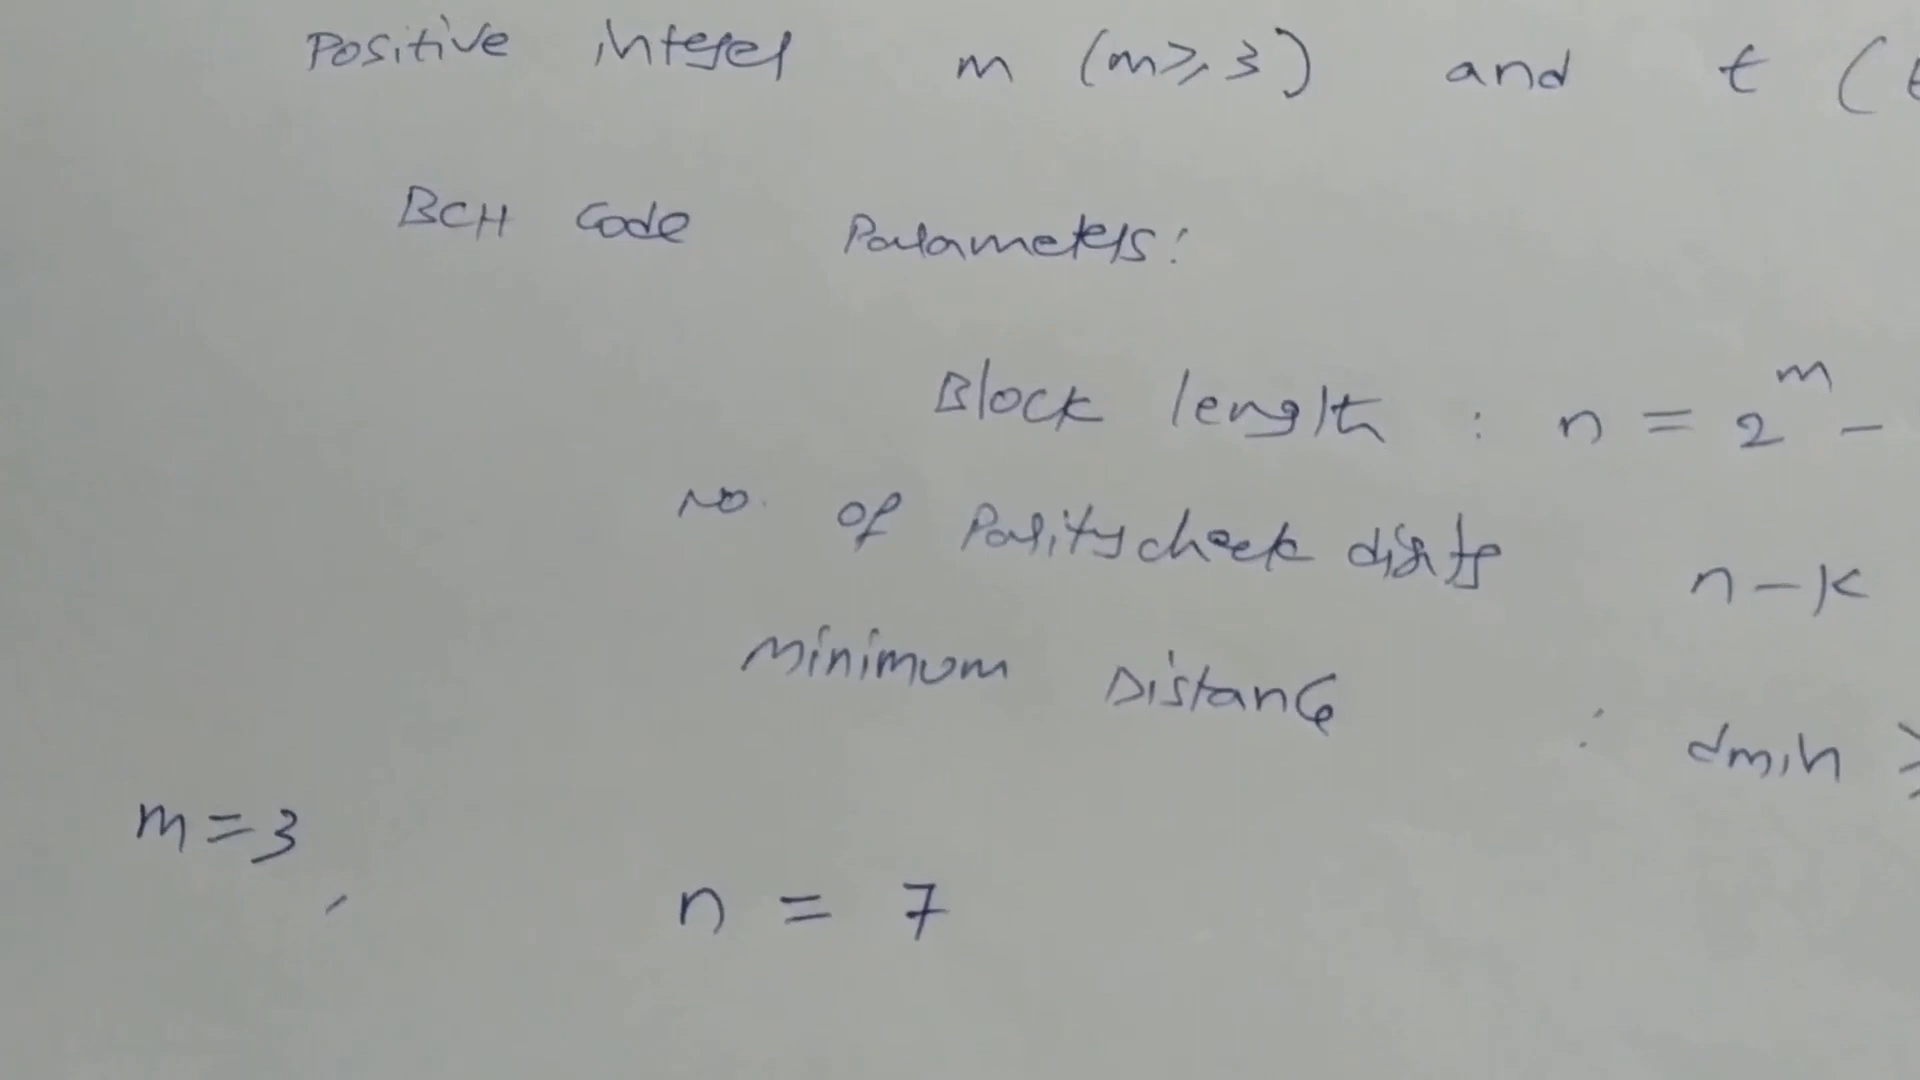 Positive integer m (m ≥ 3) and t (
BCH Code Parameters:
Block length : n = 2^m -
No. of Parity check digits n - k
Minimum Distance : dmin ≥
m = 3,
n = 7